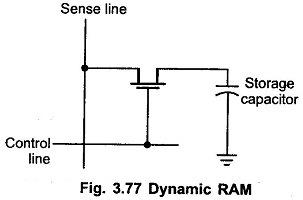 Sense line
Storage
capacitor
Control
line
Fig. 3.77 Dynamic RAM